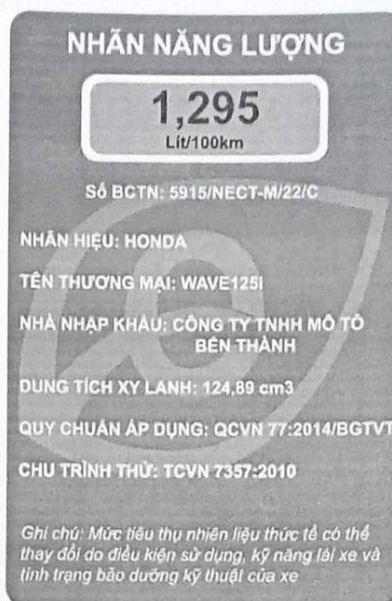 NHÃN NĂNG LƯỢNG
1,295
Lít/100km
Số BCTN: 5915/NECT-M/22/C
NHÃN HIỆU: HONDA
TÊN THƯƠNG MẠI: WAVE125I
NHÀ NHẬP KHẨU: CÔNG TY TNHH MÔ TÔ
BẾN THÀNH
DUNG TÍCH XY LANH: 124,89 cm3
QUY CHUẨN ÁP DỤNG: QCVN 77:2014/BGTVT
CHU TRÌNH THỬ: TCVN 7357:2010
Ghi chú: Mức tiêu thụ nhiên liệu thực tế có thể
thay đổi do điều kiện sử dụng, kỹ năng lái xe và
tình trạng bảo dưỡng kỹ thuật của xe